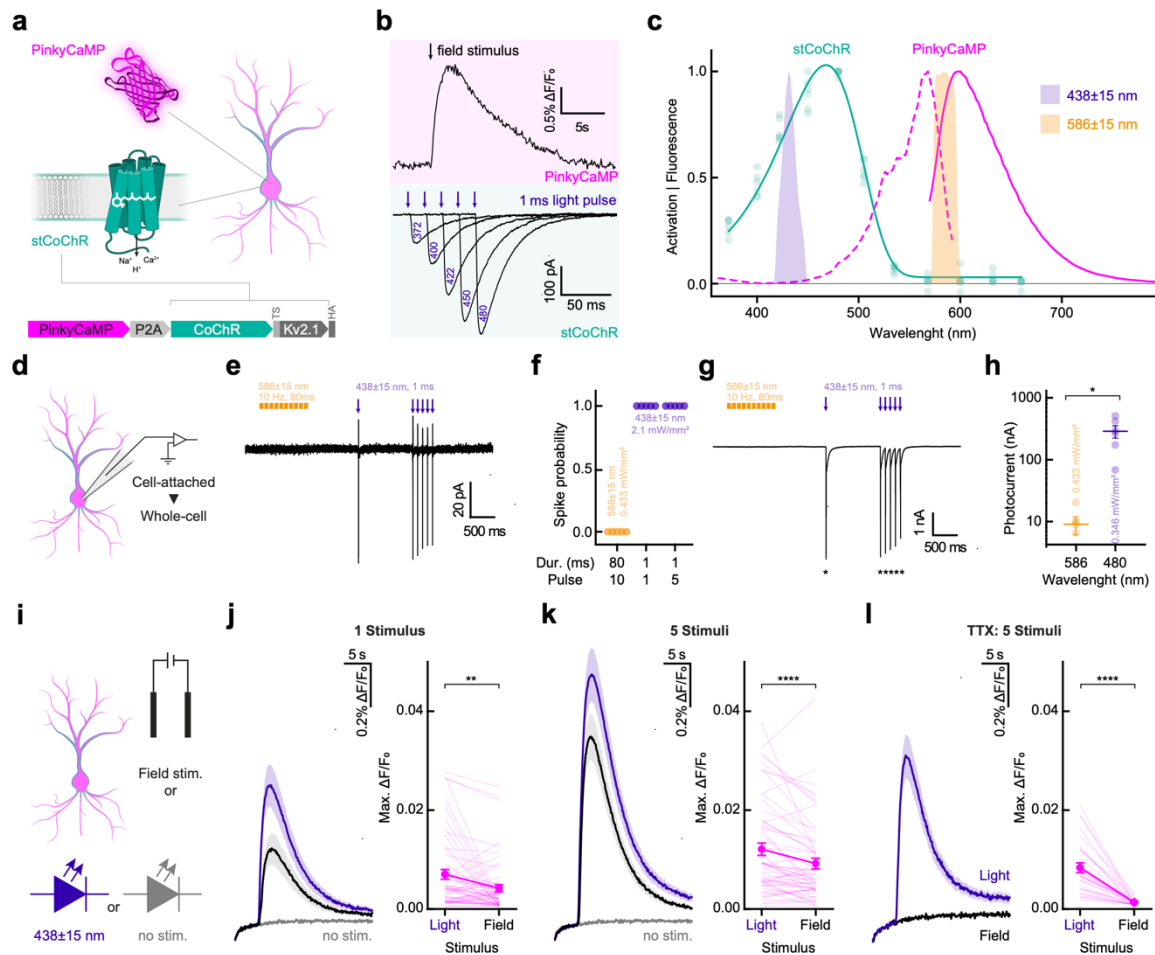 a
PinkyCaMP
stCoChR
Na⁺
Ca²⁺
H⁺
PinkyCaMP
P2A
CoChR
TS
Kv2.1
HA
b
field stimulus
0.5% ΔF/F₀
5s
PinkyCaMP
1 ms light pulse
372
400
422
450
480
100 pA
50 ms
stCoChR
c
stCoChR
PinkyCaMP
438±15 nm
586±15 nm
Activation | Fluorescence
1.0
0.5
0.0
400
500
600
700
Wavelenght (nm)
d
Cell-attached
Whole-cell
e
586±15 nm
10 Hz, 80ms
438±15 nm, 1 ms
20 pA
500 ms
f
Spike probability
1.0
0.5
0.0
438±15 nm
2.1 mW/mm²
586±15 nm
0.433 mW/mm²
Dur. (ms) 80 1 1
Pulse 10 1 5
g
586±15 nm
10 Hz, 80ms
438±15 nm, 1 ms
1 nA
500 ms
*
*****
h
*
Photocurrent (nA)
1000
100
10
0.433 mW/mm²
0.346 mW/mm²
586 480
Wavelenght (nm)
i
Field stim.
or
or
438±15 nm
no stim.
j
1 Stimulus
5 s
0.2% ΔF/F₀
no stim.
**
Max. ΔF/F₀
0.04
0.02
0.00
Light Field
Stimulus
k
5 Stimuli
5 s
0.2% ΔF/F₀
no stim.
****
Max. ΔF/F₀
0.04
0.02
0.00
Light Field
Stimulus
l
TTX: 5 Stimuli
5 s
0.2% ΔF/F₀
Light
Field
****
Max. ΔF/F₀
0.04
0.02
0.00
Light Field
Stimulus